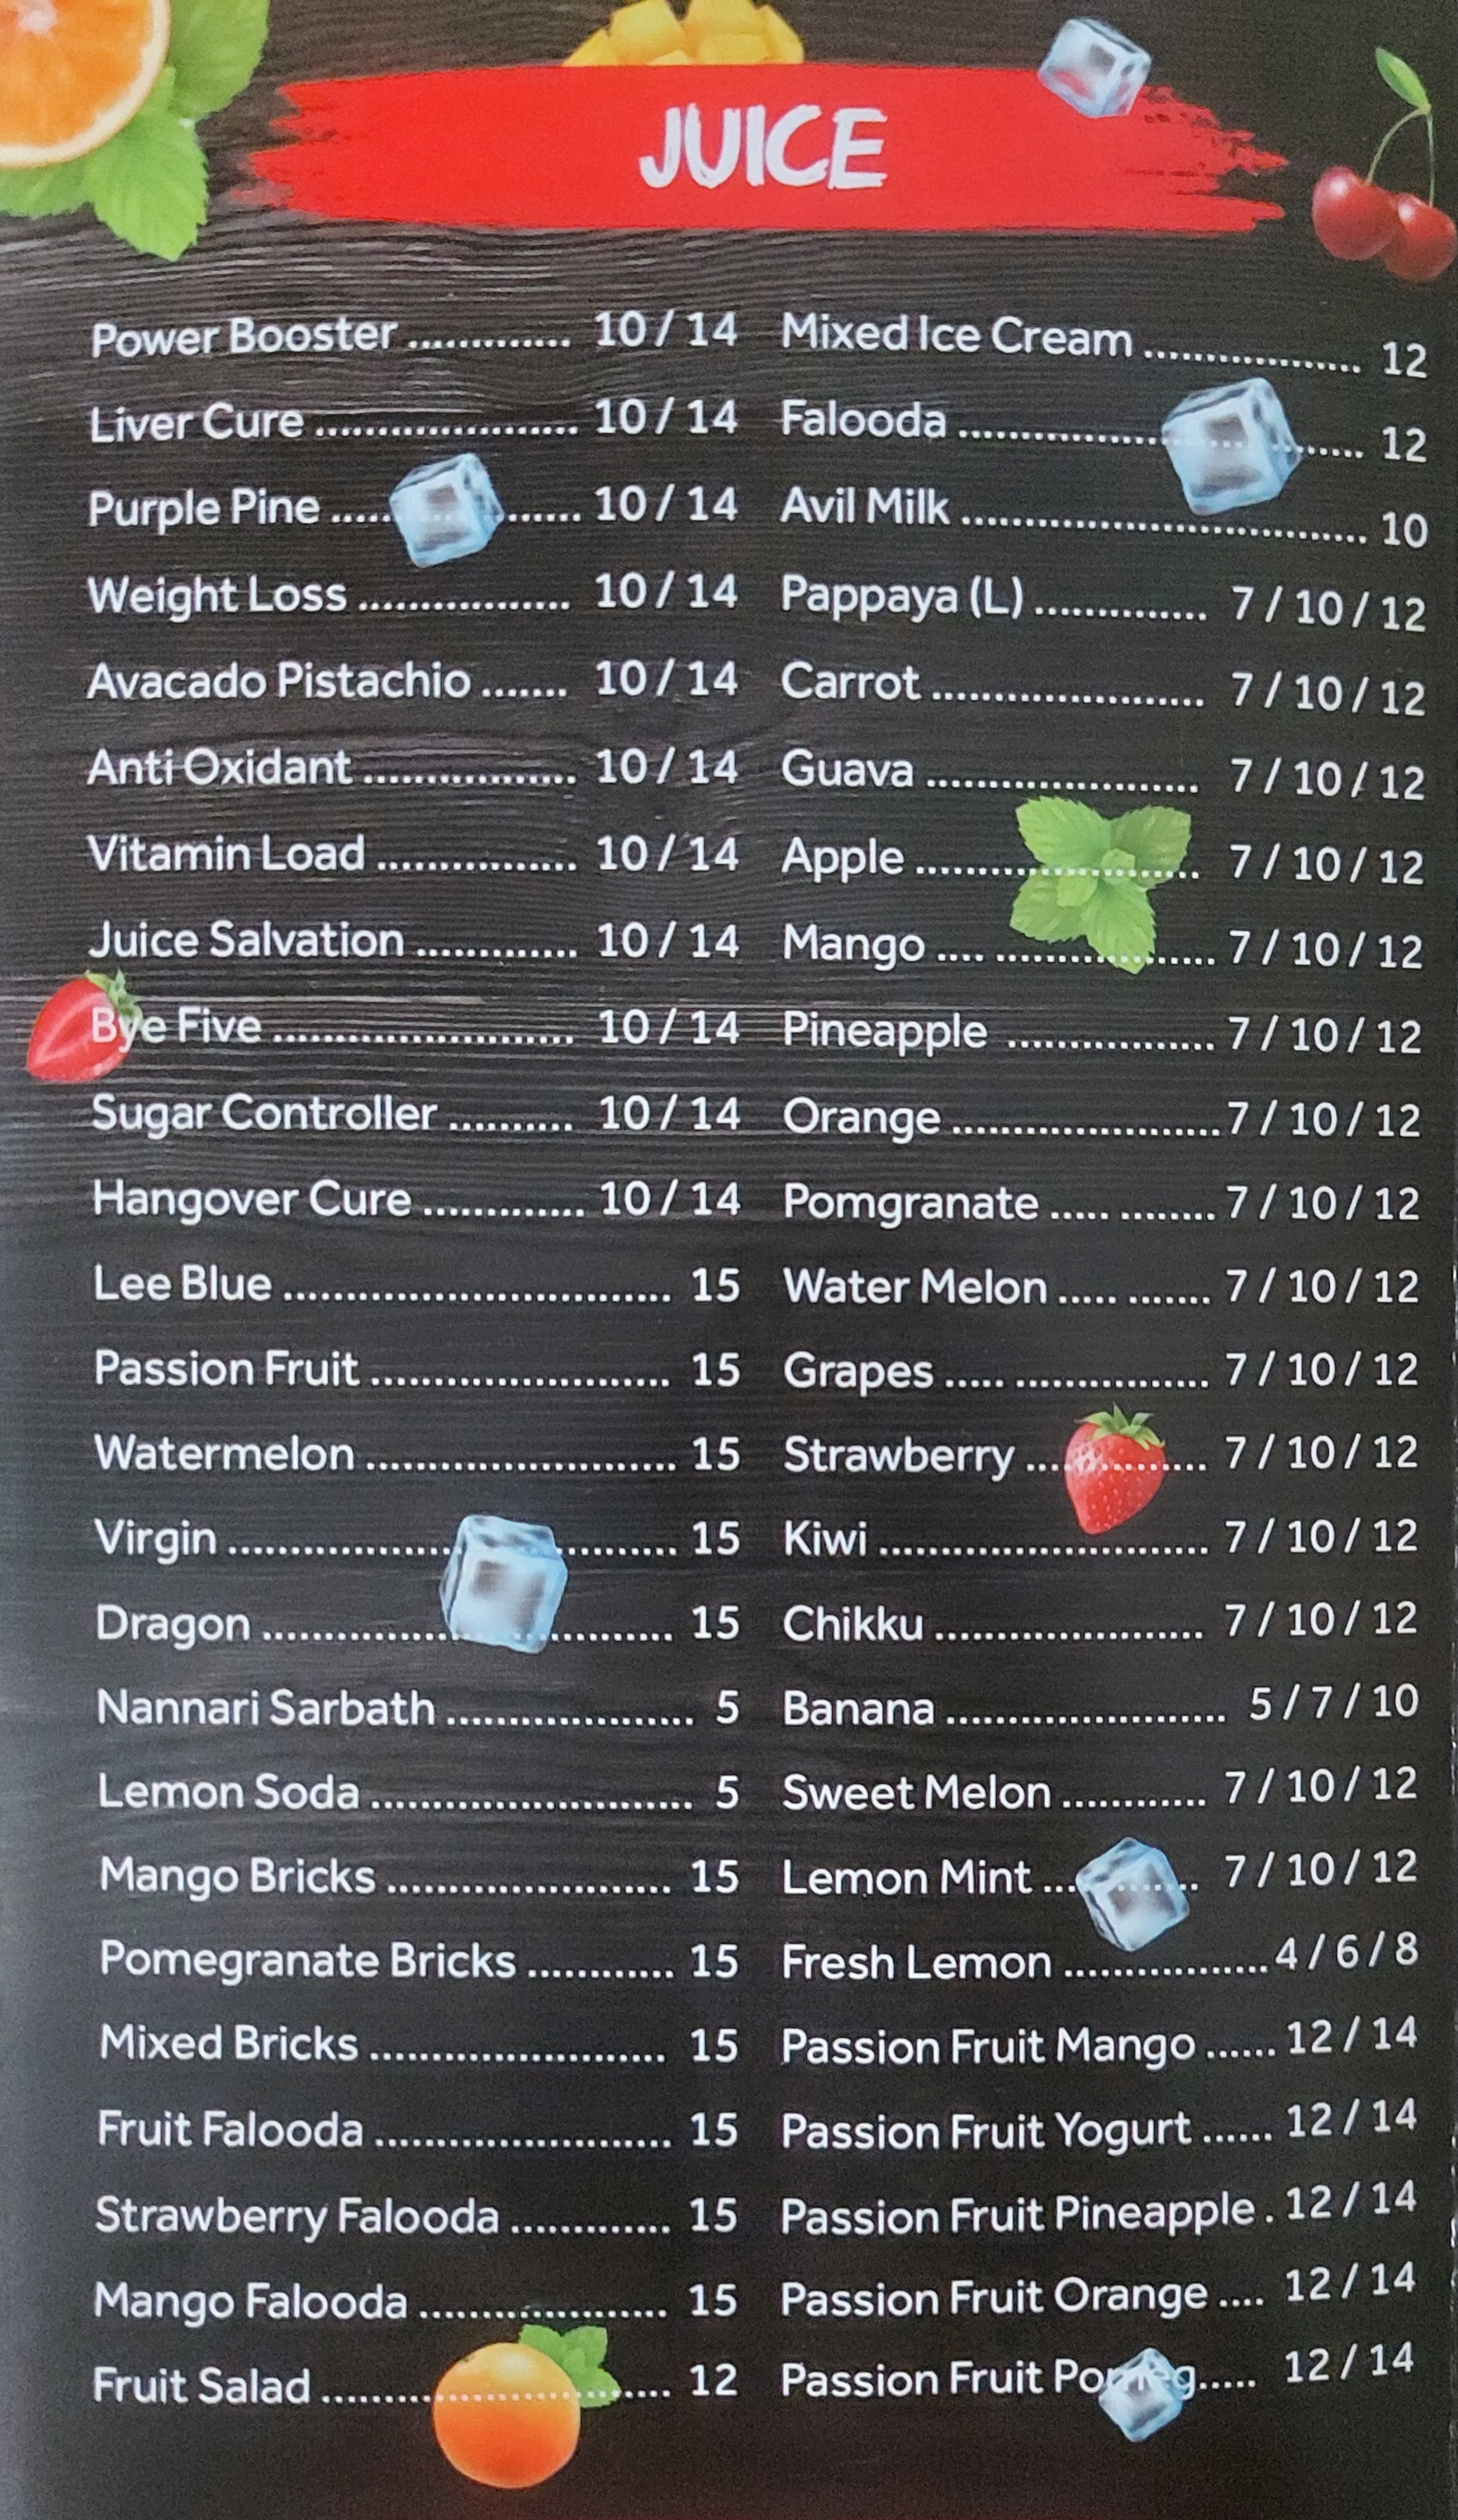 JUICE
Power Booster ............. 10 / 14
Liver Cure ..................... 10 / 14
Purple Pine .................... 10 / 14
Weight Loss ................. 10 / 14
Avacado Pistachio ....... 10 / 14
Anti Oxidant ................. 10 / 14
Vitamin Load ................ 10 / 14
Juice Salvation ............. 10 / 14
Bye Five ........................ 10 / 14
Sugar Controller .......... 10 / 14
Hangover Cure ............. 10 / 14
Lee Blue ............................... 15
Passion Fruit ........................ 15
Watermelon ......................... 15
Virgin .................................... 15
Dragon ................................. 15
Nannari Sarbath .................... 5
Lemon Soda .......................... 5
Mango Bricks ....................... 15
Pomegranate Bricks ............ 15
Mixed Bricks ........................ 15
Fruit Falooda ........................ 15
Strawberry Falooda ............. 15
Mango Falooda .................... 15
Fruit Salad ............................ 12
Mixed Ice Cream .................. 12
Falooda ................................ 12
Avil Milk ................................ 10
Pappaya (L) .............. 7 / 10 / 12
Carrot ...................... 7 / 10 / 12
Guava ...................... 7 / 10 / 12
Apple ....................... 7 / 10 / 12
Mango .... .................. 7 / 10 / 12
Pineapple ................. 7 / 10 / 12
Orange ...................... 7 / 10 / 12
Pomgranate ..... ........ 7 / 10 / 12
Water Melon ..... ....... 7 / 10 / 12
Grapes ..... ................ 7 / 10 / 12
Strawberry ............... 7 / 10 / 12
Kiwi ........................... 7 / 10 / 12
Chikku ...................... 7 / 10 / 12
Banana ....................... 5 / 7 / 10
Sweet Melon ............ 7 / 10 / 12
Lemon Mint ............. 7 / 10 / 12
Fresh Lemon ................. 4 / 6 / 8
Passion Fruit Mango ...... 12 / 14
Passion Fruit Yogurt ...... 12 / 14
Passion Fruit Pineapple . 12 / 14
Passion Fruit Orange .... 12 / 14
Passion Fruit Pomeg..... 12 / 14